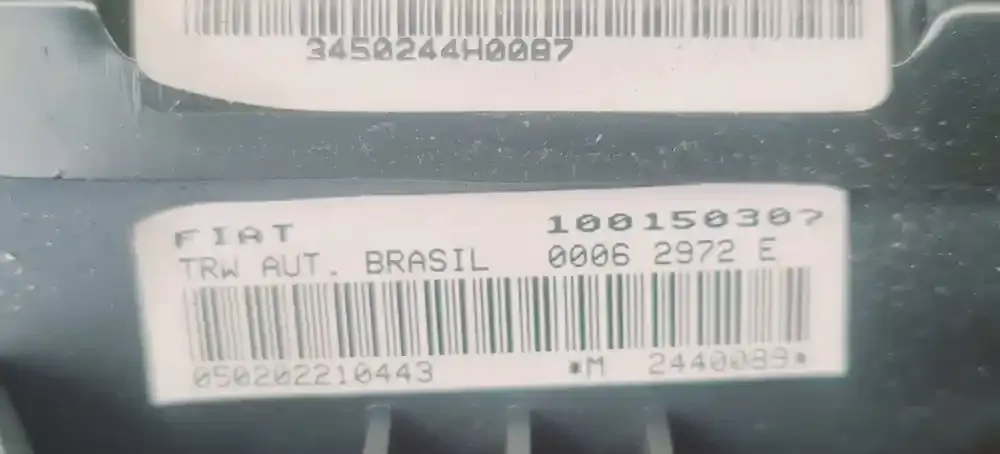 3450244H0087
FIAT 100150307
TRW AUT. BRASIL 0006 2972 E
050202210443 *M 2440089*